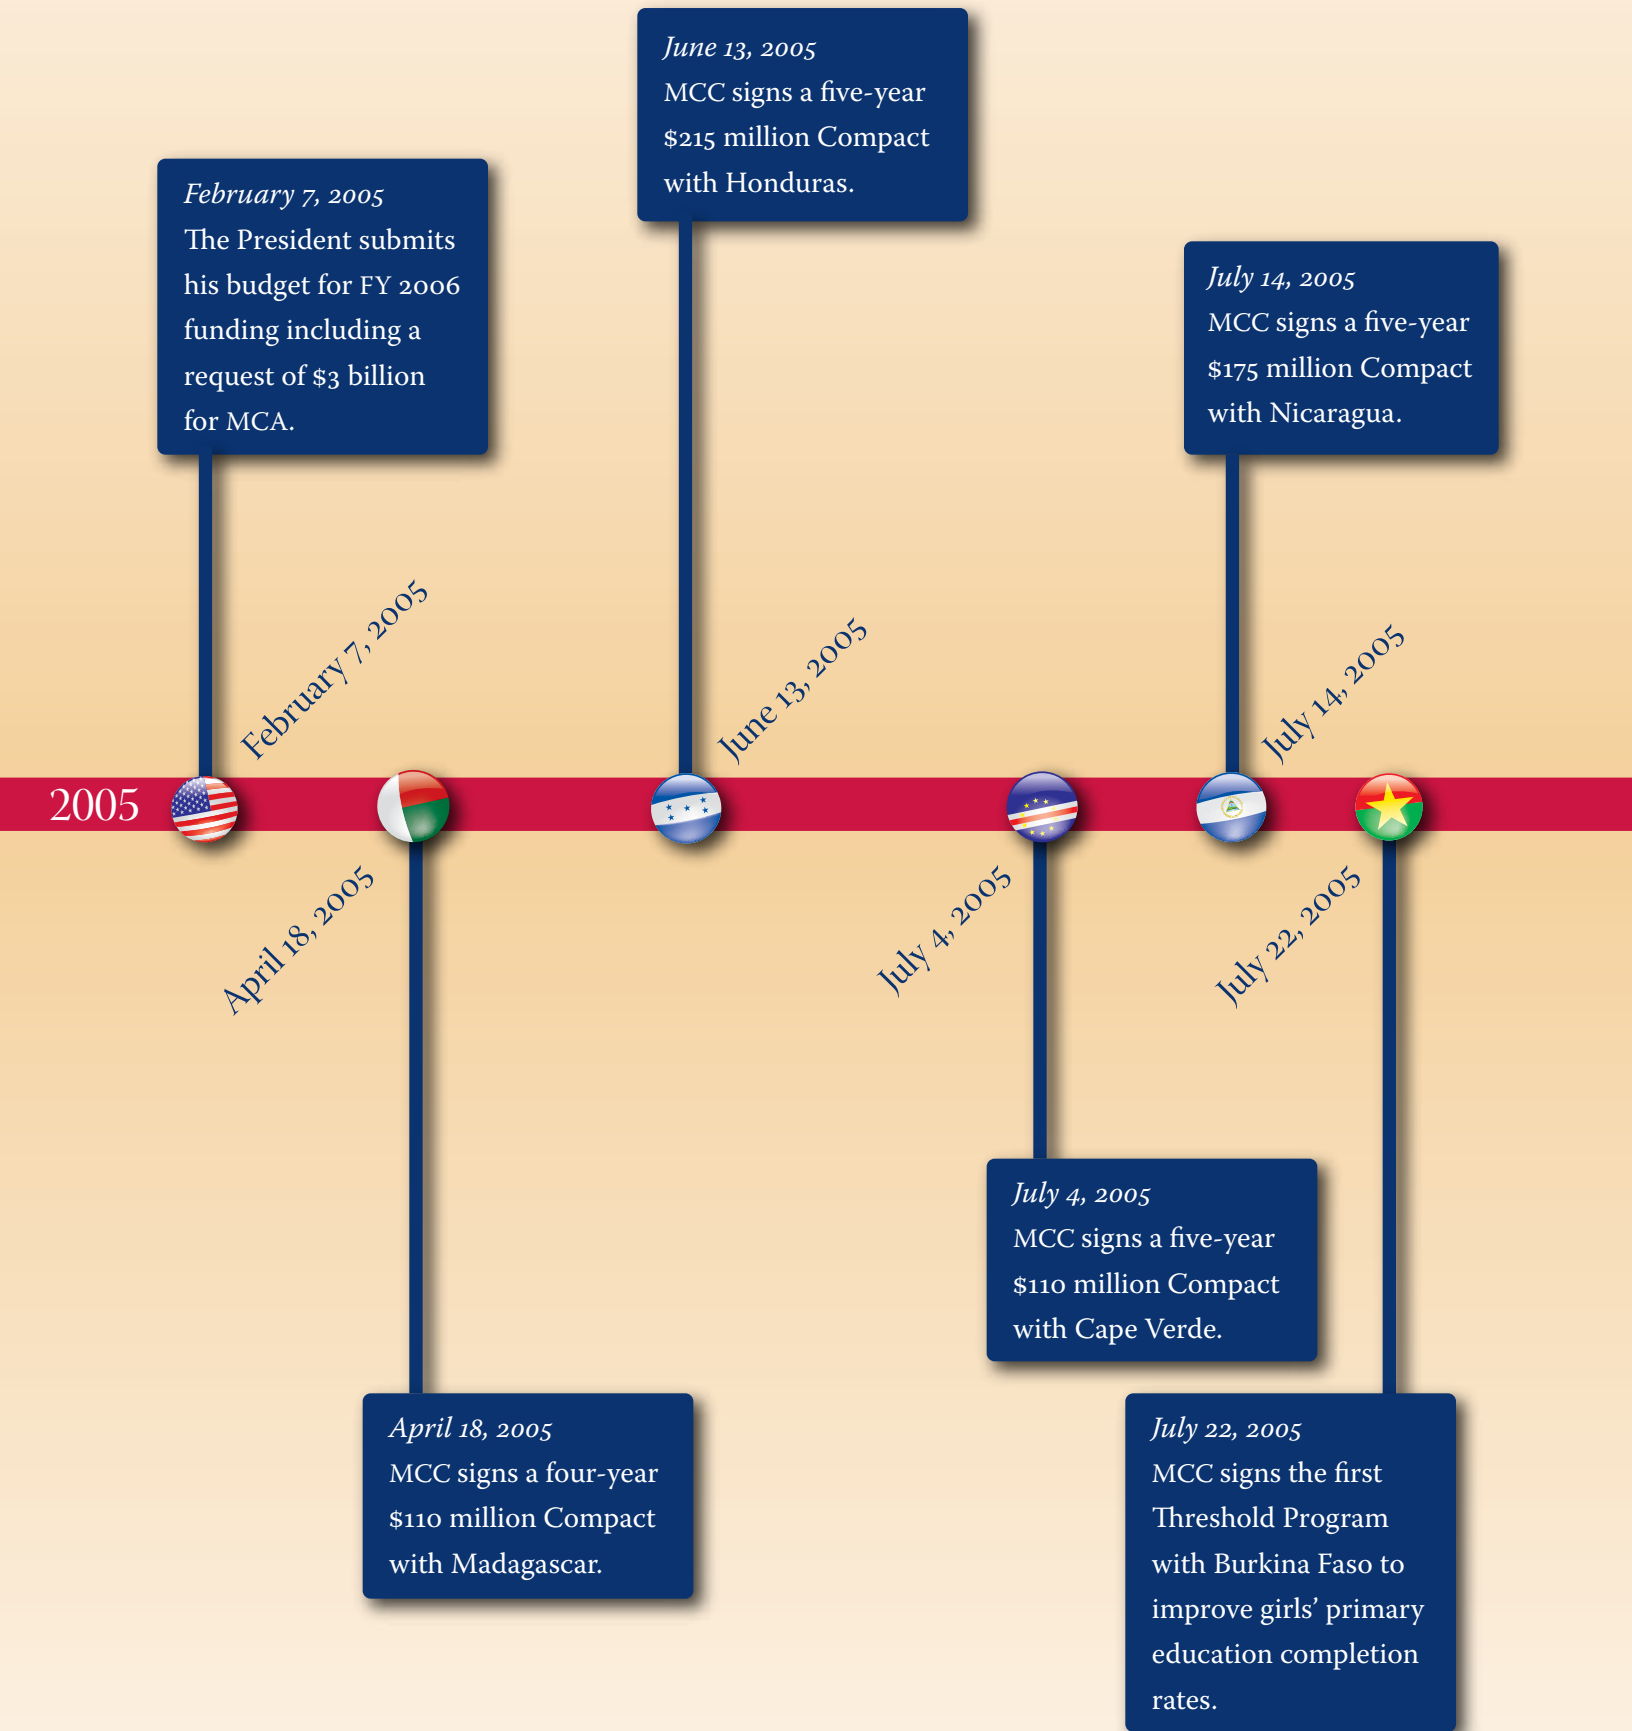 June 13, 2005
MCC signs a five-year
$215 million Compact
with Honduras.
February 7, 2005
The President submits
his budget for FY 2006
funding including a
request of $3 billion
for MCA.
July 14, 2005
MCC signs a five-year
$175 million Compact
with Nicaragua.
February 7, 2005
June 13, 2005
July 14, 2005
2005
April 18, 2005
July 4, 2005
July 22, 2005
July 4, 2005
MCC signs a five-year
$110 million Compact
with Cape Verde.
April 18, 2005
MCC signs a four-year
$110 million Compact
with Madagascar.
July 22, 2005
MCC signs the first
Threshold Program
with Burkina Faso to
improve girls’ primary
education completion
rates.